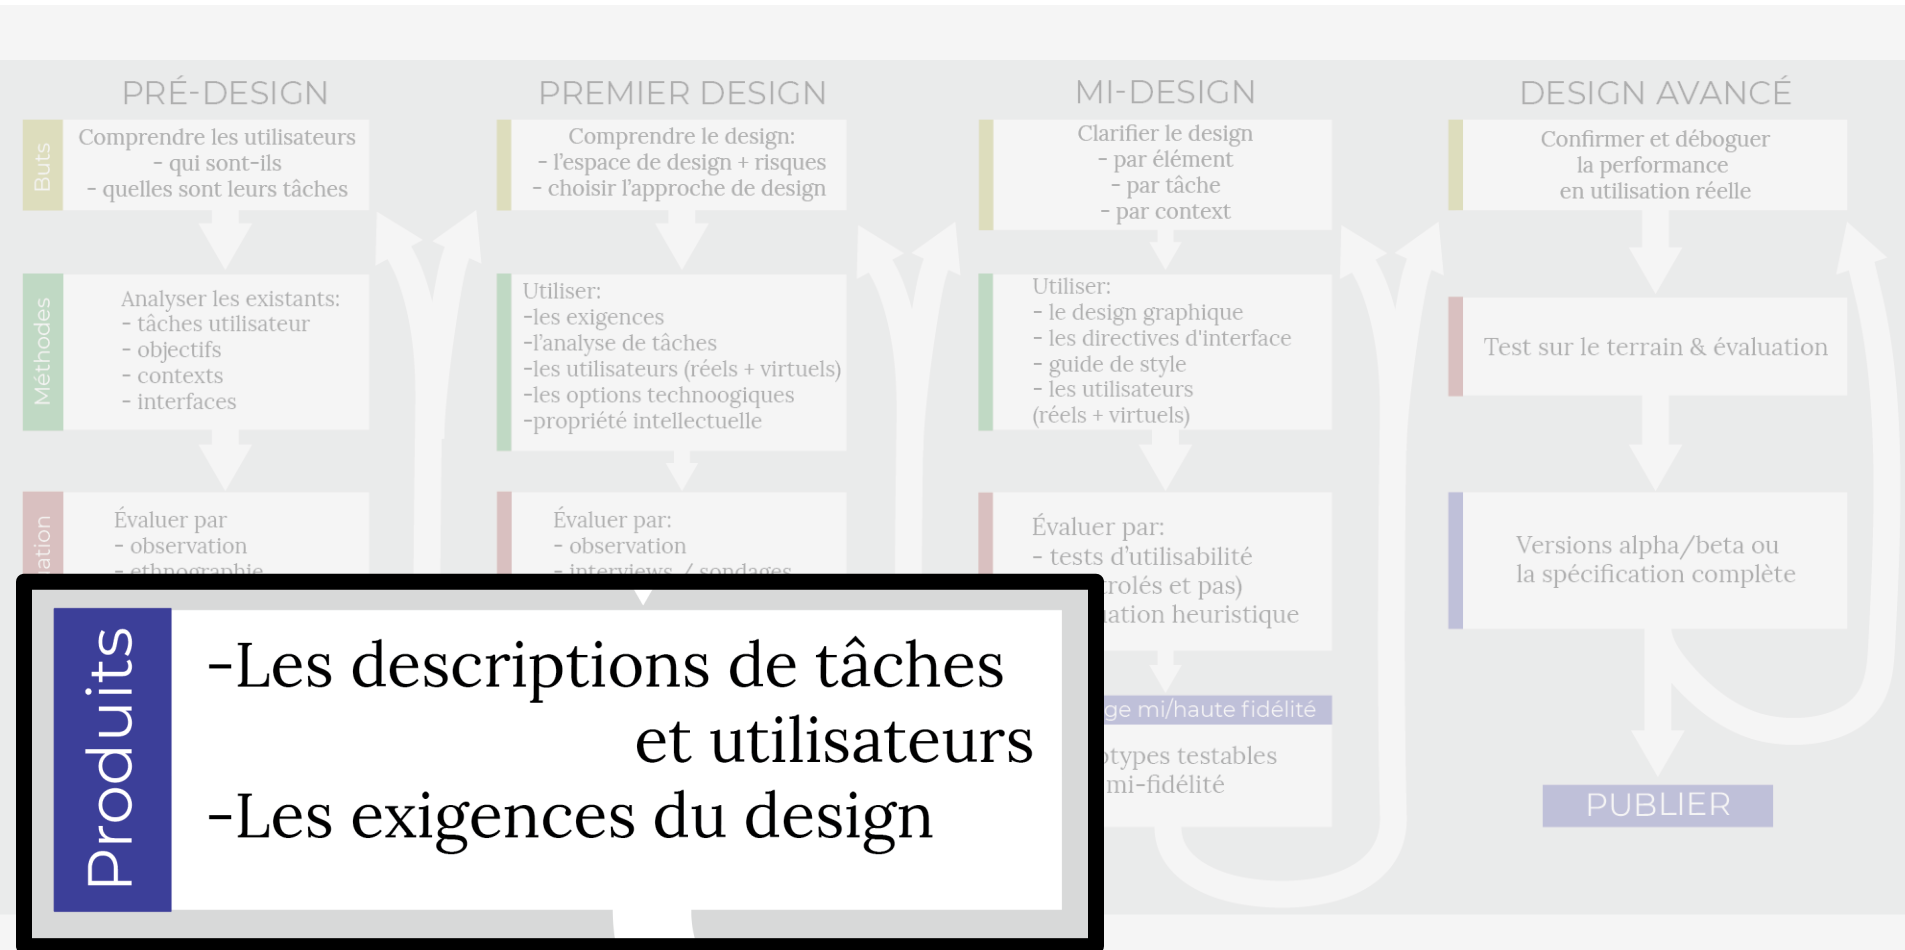 PRÉ-DESIGN
Buts
Comprendre les utilisateurs
- qui sont-ils
- quelles sont leurs tâches
Méthodes
Analyser les existants:
- tâches utilisateur
- objectifs
- contexts
- interfaces
Évaluer par
- observation
- ethnographie
PREMIER DESIGN
Comprendre le design:
- l'espace de design + risques
- choisir l'approche de design
Utiliser:
-les exigences
-l'analyse de tâches
-les utilisateurs (réels + virtuels)
-les options technoogiques
-propriété intellectuelle
Évaluer par:
- observation
- interviews / sondages
MI-DESIGN
Clarifier le design
- par élément
- par tâche
- par context
Utiliser:
- le design graphique
- les directives d'interface
- guide de style
- les utilisateurs
(réels + virtuels)
Évaluer par:
- tests d'utilisabilité
et pas)
heuristique
mi/haute fidélité
testables
mi-fidélité
DESIGN AVANCÉ
Confirmer et déboguer
la performance
en utilisation réelle
Test sur le terrain & évaluation
Versions alpha/beta ou
la spécification complète
PUBLIER
Produits
-Les descriptions de tâches
et utilisateurs
-Les exigences du design